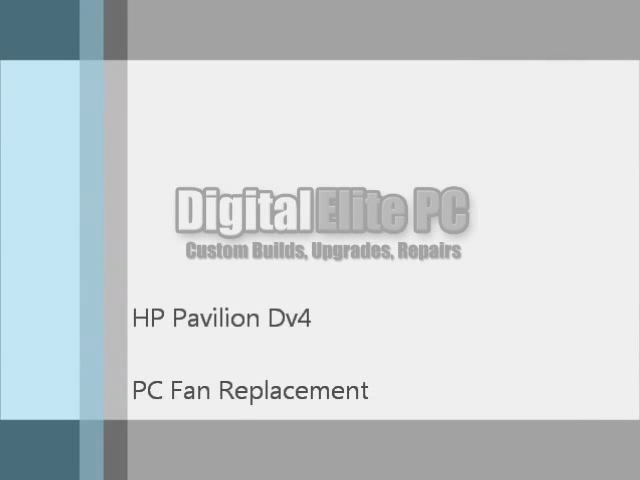 Digital Elite PC
Custom Builds, Upgrades, Repairs
HP Pavilion Dv4
PC Fan Replacement